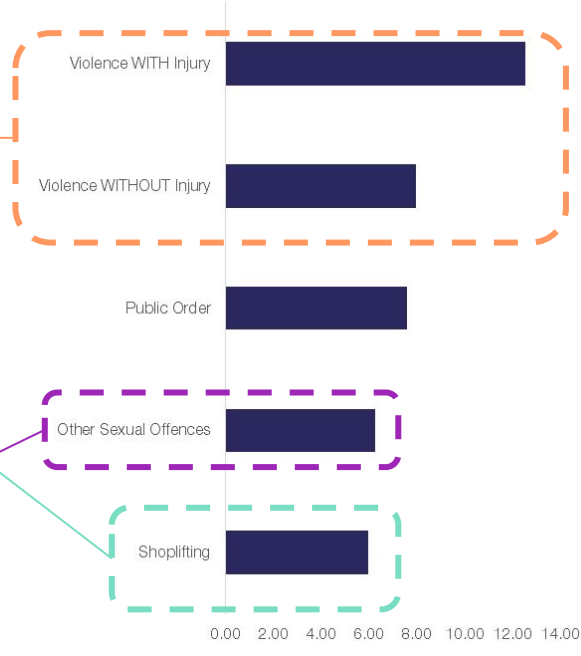 Violence WITH Injury
Violence WITHOUT Injury
Public Order
Other Sexual Offences
Shoplifting
0.00 2.00 4.00 6.00 8.00 10.00 12.00 14.00